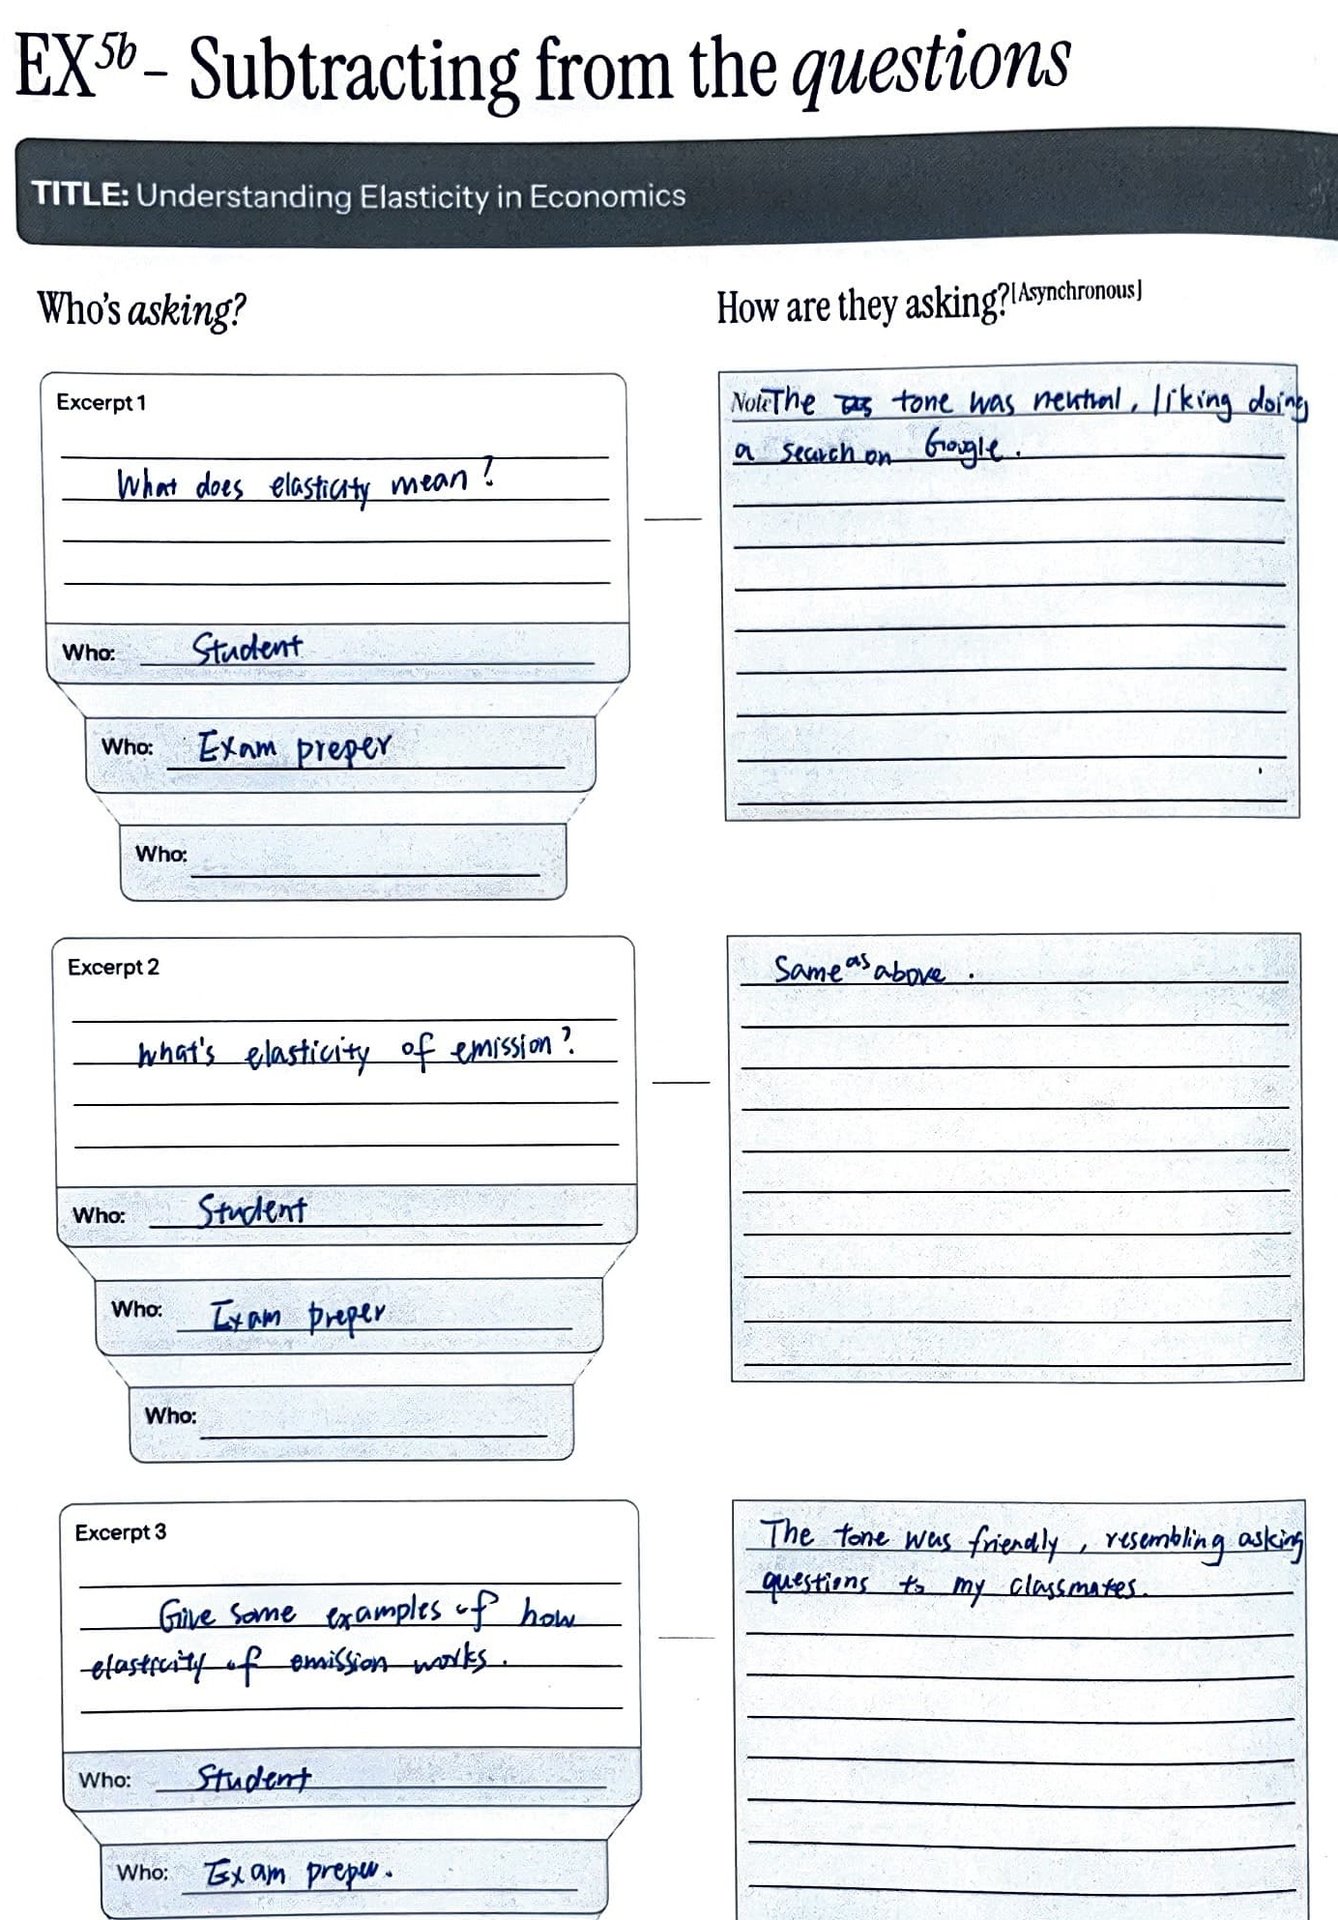 EX5b – Subtracting from the questions
TITLE: Understanding Elasticity in Economics
Who's asking?
How are they asking?[Asynchronous]
Excerpt 1
What does elasticity mean?
Who: Student
Who: Exam preper
Who:
Note The tone was neutral, liking doing
a search on Google.
Excerpt 2
What's elasticity of emission?
Who: Student
Who: Exam preper
Who:
Same as above.
Excerpt 3
Give some examples of how
elasticity of emission works.
Who: Student
Who: Exam preper.
The tone was friendly, resembling asking
questions to my classmates.